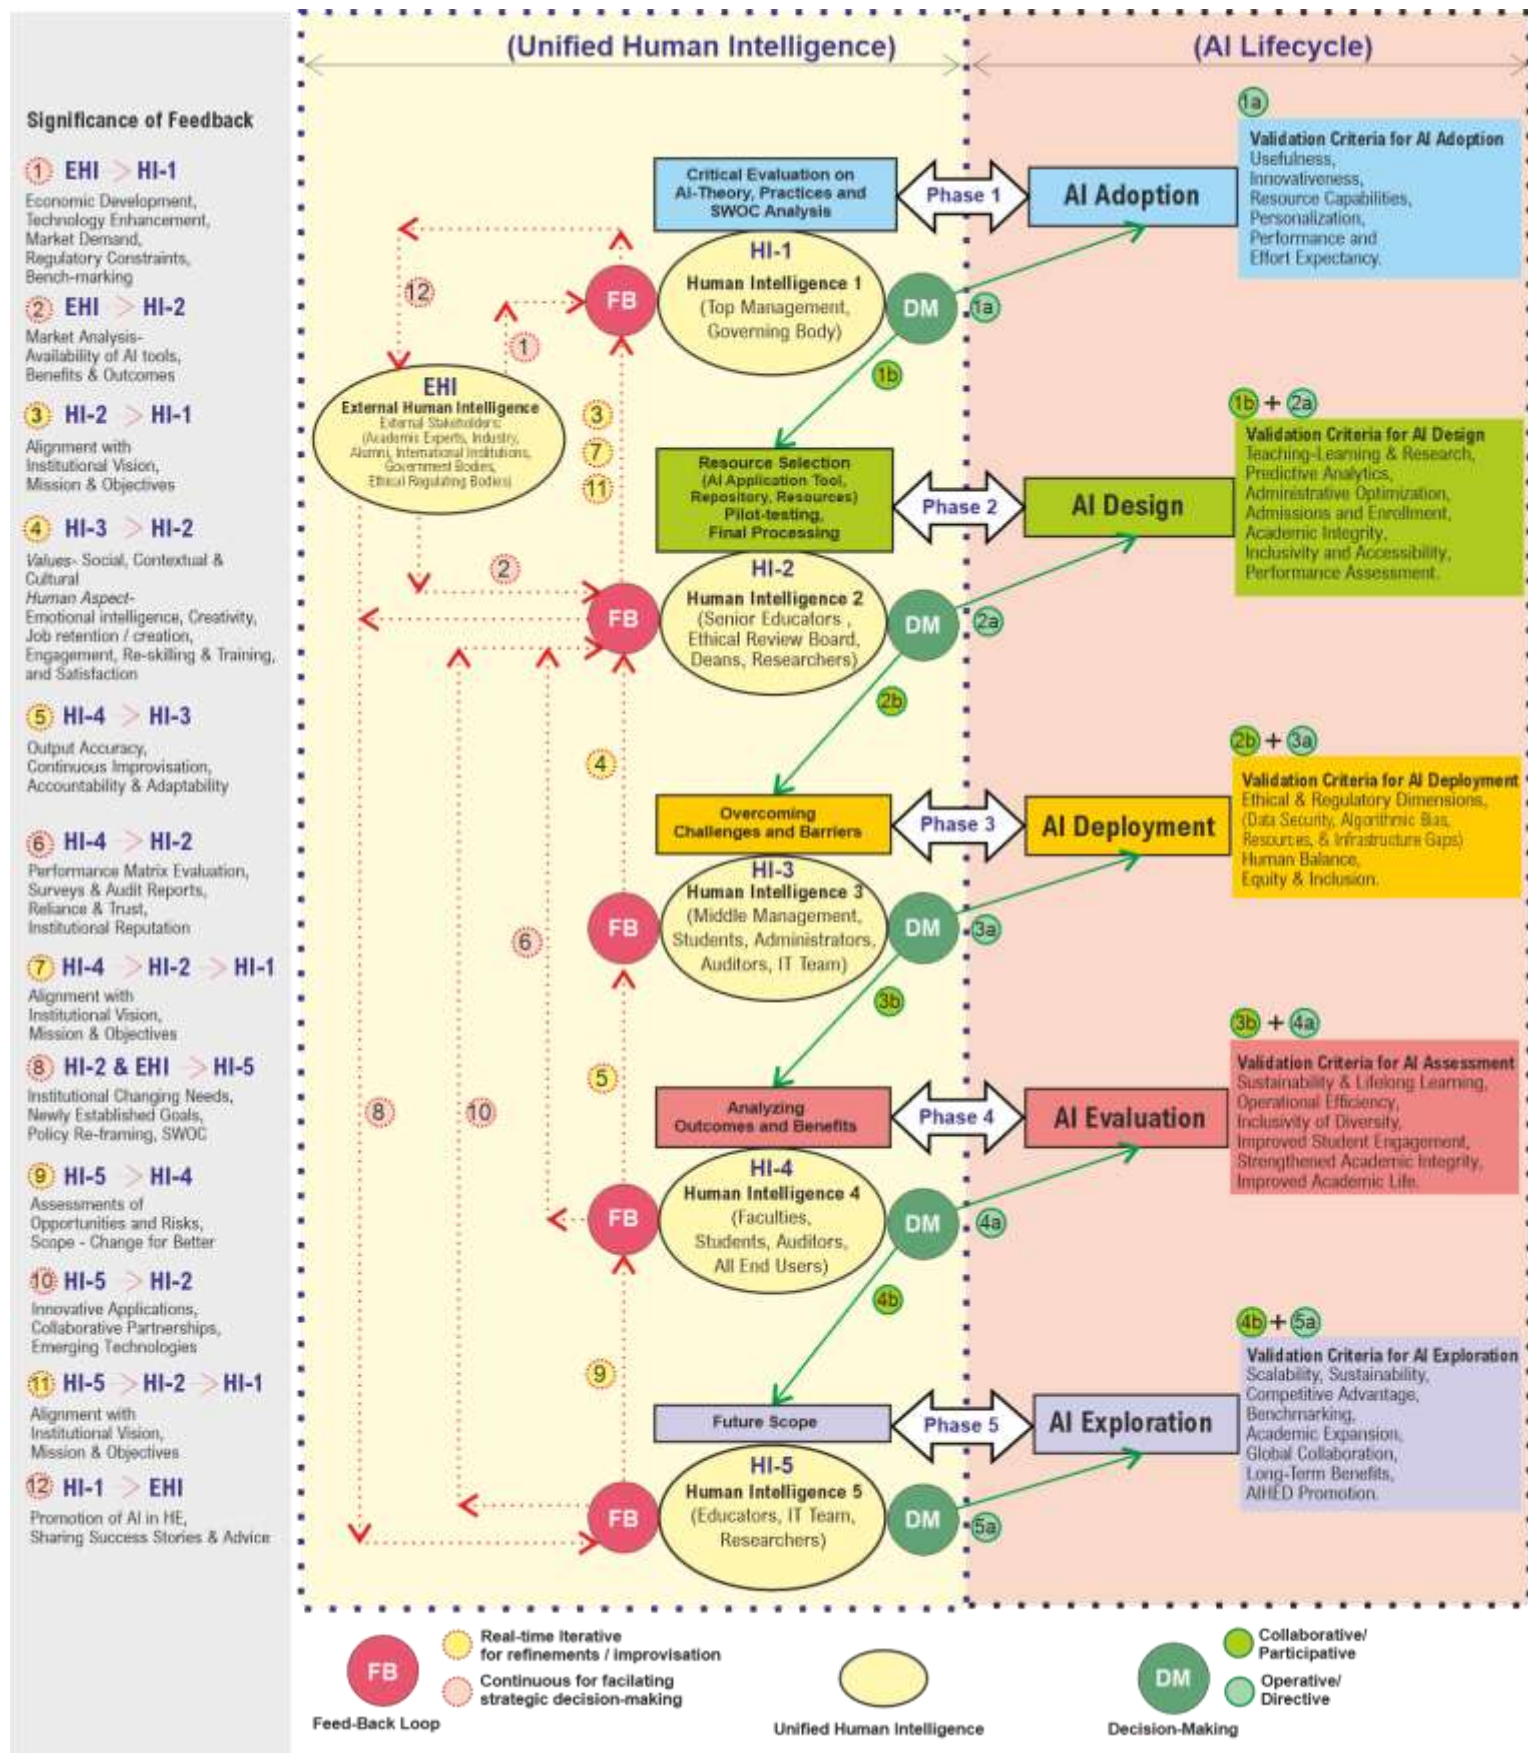 (Unified Human Intelligence)
(AI Lifecycle)
Significance of Feedback
1 EHI > HI-1
Economic Development,
Technology Enhancement,
Market Demand,
Regulatory Constraints,
Bench-marking
2 EHI > HI-2
Market Analysis-
Availability of AI tools,
Benefits & Outcomes
3 HI-2 > HI-1
Alignment with
Institutional Vision,
Mission & Objectives
4 HI-3 > HI-2
Values- Social, Contextual &
Cultural
Human Aspect-
Emotional intelligence, Creativity,
Job retention / creation,
Engagement, Re-skilling & Training,
and Satisfaction
5 HI-4 > HI-3
Output Accuracy,
Continuous Improvisation,
Accountability & Adaptability
6 HI-4 > HI-2
Performance Matrix Evaluation,
Surveys & Audit Reports,
Reliance & Trust,
Institutional Reputation
7 HI-4 > HI-2 > HI-1
Alignment with
Institutional Vision,
Mission & Objectives
8 HI-2 & EHI > HI-5
Institutional Changing Needs,
Newly Established Goals,
Policy Re-framing, SWOC
9 HI-5 > HI-4
Assessments of
Opportunities and Risks,
Scope - Change for Better
10 HI-5 > HI-2
Innovative Applications,
Collaborative Partnerships,
Emerging Technologies
11 HI-5 > HI-2 > HI-1
Alignment with
Institutional Vision,
Mission & Objectives
12 HI-1 > EHI
Promotion of AI in HE,
Sharing Success Stories & Advice
Critical Evaluation on
AI-Theory, Practices and
SWOC Analysis
Phase 1
AI Adoption
1a
Validation Criteria for AI Adoption
Usefulness,
Innovativeness,
Resource Capabilities,
Personalization,
Performance and
Effort Expectancy.
HI-1
Human Intelligence 1
(Top Management,
Governing Body)
FB
DM
1a
1b
12
1
EHI
External Human Intelligence
External Stakeholders:
(Academic Experts, Industry,
Alumni, International Institutions,
Government Bodies,
Ethical Regulating Bodies)
3
7
11
2
Resource Selection
(AI Application Tool,
Repository, Resources)
Pilot-testing,
Final Processing
Phase 2
AI Design
1b + 2a
Validation Criteria for AI Design
Teaching-Learning & Research,
Predictive Analytics,
Administrative Optimization,
Admissions and Enrollment,
Academic Integrity,
Inclusivity and Accessibility,
Performance Assessment.
HI-2
Human Intelligence 2
(Senior Educators ,
Ethical Review Board,
Deans, Researchers)
FB
DM
2a
2b
4
Overcoming
Challenges and Barriers
Phase 3
AI Deployment
2b + 3a
Validation Criteria for AI Deployment
Ethical & Regulatory Dimensions,
(Data Security, Algorithmic Bias,
Resources, & Infrastructure Gaps)
Human Balance,
Equity & Inclusion.
HI-3
Human Intelligence 3
(Middle Management,
Students, Administrators,
Auditors, IT Team)
FB
DM
3a
3b
6
5
8
10
Analyzing
Outcomes and Benefits
Phase 4
AI Evaluation
3b + 4a
Validation Criteria for AI Assessment
Sustainability & Lifelong Learning,
Operational Efficiency,
Inclusivity of Diversity,
Improved Student Engagement,
Strengthened Academic Integrity,
Improved Academic Life.
HI-4
Human Intelligence 4
(Faculties,
Students, Auditors,
All End Users)
FB
DM
4a
4b
9
Future Scope
Phase 5
AI Exploration
4b + 5a
Validation Criteria for AI Exploration
Scalability, Sustainability,
Competitive Advantage,
Benchmarking,
Academic Expansion,
Global Collaboration,
Long-Term Benefits,
AIHED Promotion.
HI-5
Human Intelligence 5
(Educators, IT Team,
Researchers)
FB
DM
5a
FB
Feed-Back Loop
Real-time Iterative
for refinements / improvisation
Continuous for facilating
strategic decision-making
Unified Human Intelligence
DM
Decision-Making
Collaborative/
Participative
Operative/
Directive